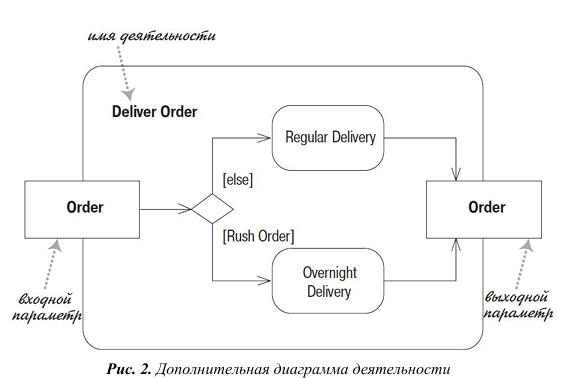 имя деятельности
Deliver Order
Regular Delivery
[else]
Order
Order
[Rush Order]
Overnight
Delivery
входной
параметр
выходной
параметр
Рис. 2. Дополнительная диаграмма деятельности